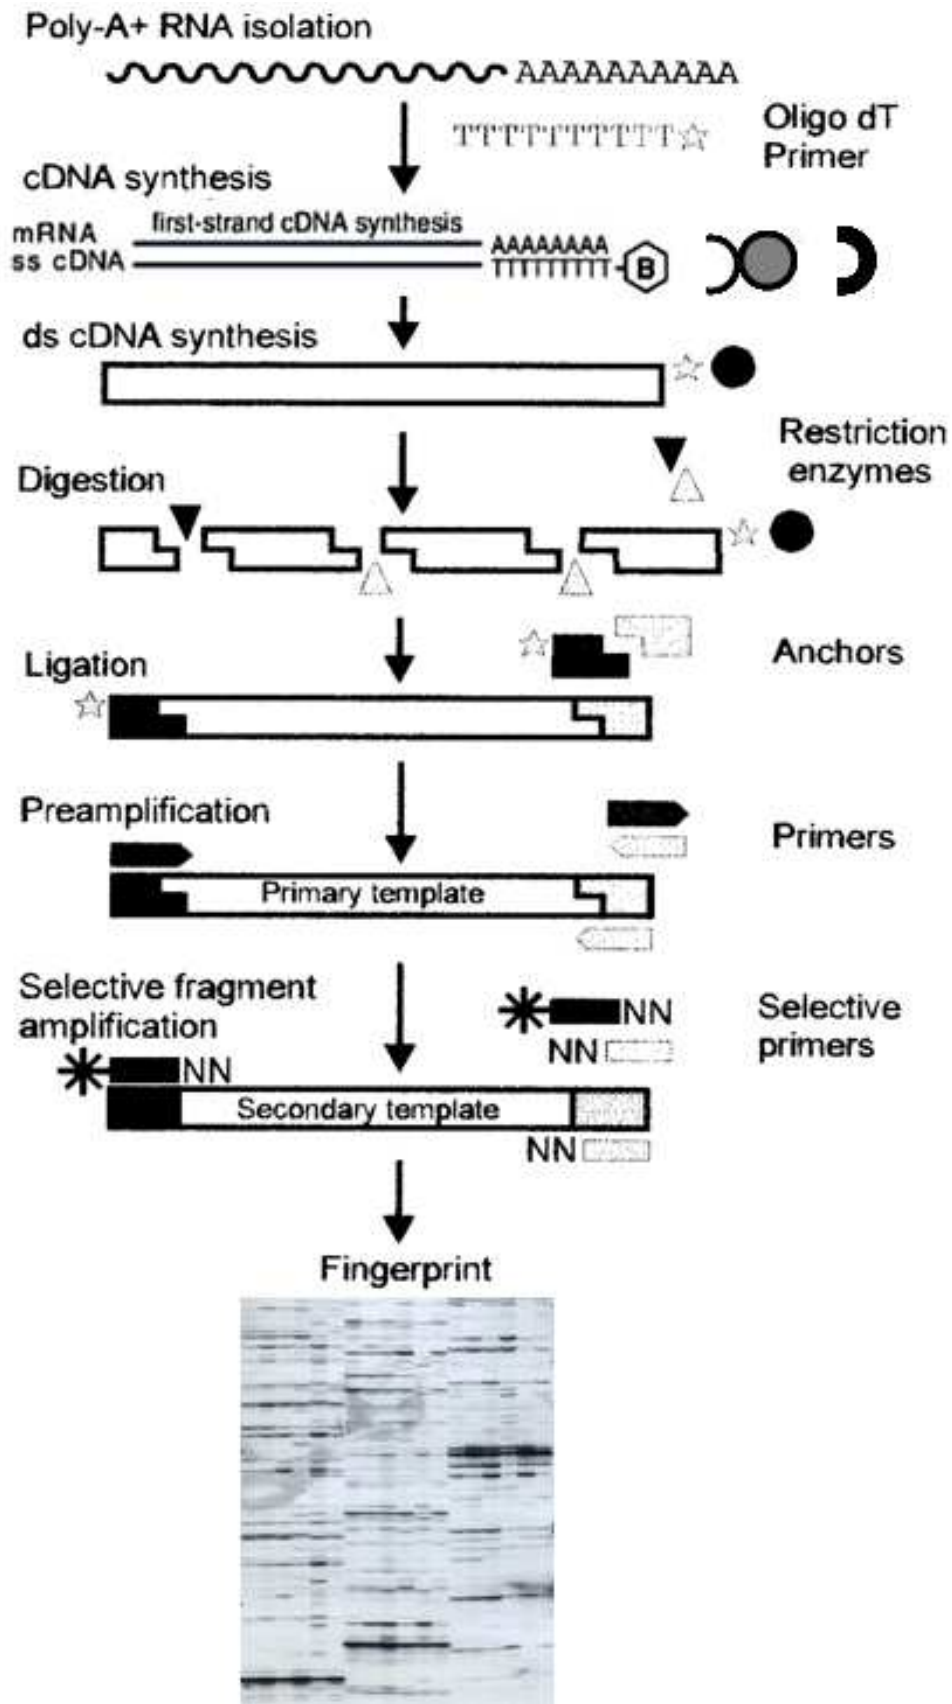 Poly-A+ RNA isolation
AAAAAAAAAA
TTTTTTTTTT
Oligo dT
Primer
cDNA synthesis
first-strand cDNA synthesis
mRNA
AAAAAAAA
ss cDNA
TTTTTTTTT
B
ds cDNA synthesis
Restriction
enzymes
Digestion
Anchors
Ligation
Preamplification
Primers
Primary template
Selective fragment
amplification
NN
NN
Selective
primers
NN
Secondary template
NN
Fingerprint